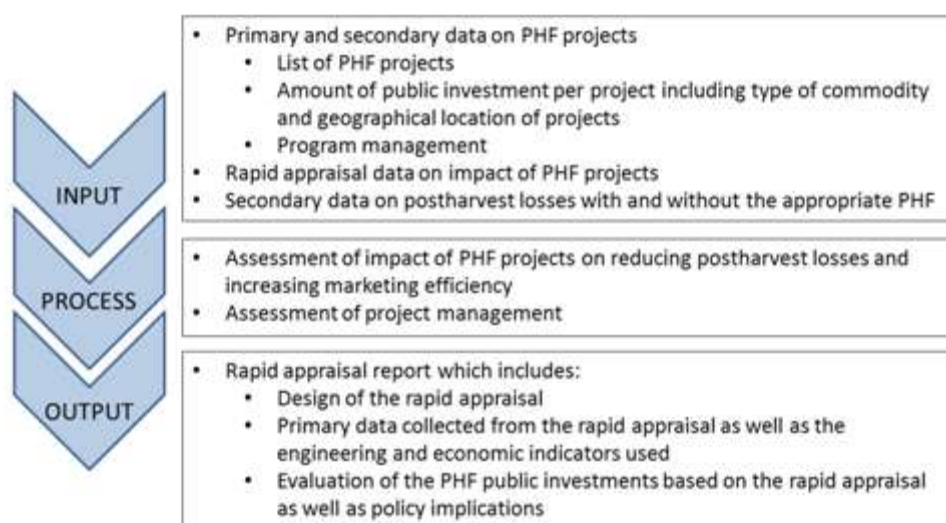 INPUT
• Primary and secondary data on PHF projects
• List of PHF projects
• Amount of public investment per project including type of commodity
and geographical location of projects
• Program management
• Rapid appraisal data on impact of PHF projects
• Secondary data on postharvest losses with and without the appropriate PHF
PROCESS
• Assessment of impact of PHF projects on reducing postharvest losses and
increasing marketing efficiency
• Assessment of project management
OUTPUT
• Rapid appraisal report which includes:
• Design of the rapid appraisal
• Primary data collected from the rapid appraisal as well as the
engineering and economic indicators used
• Evaluation of the PHF public investments based on the rapid appraisal
as well as policy implications